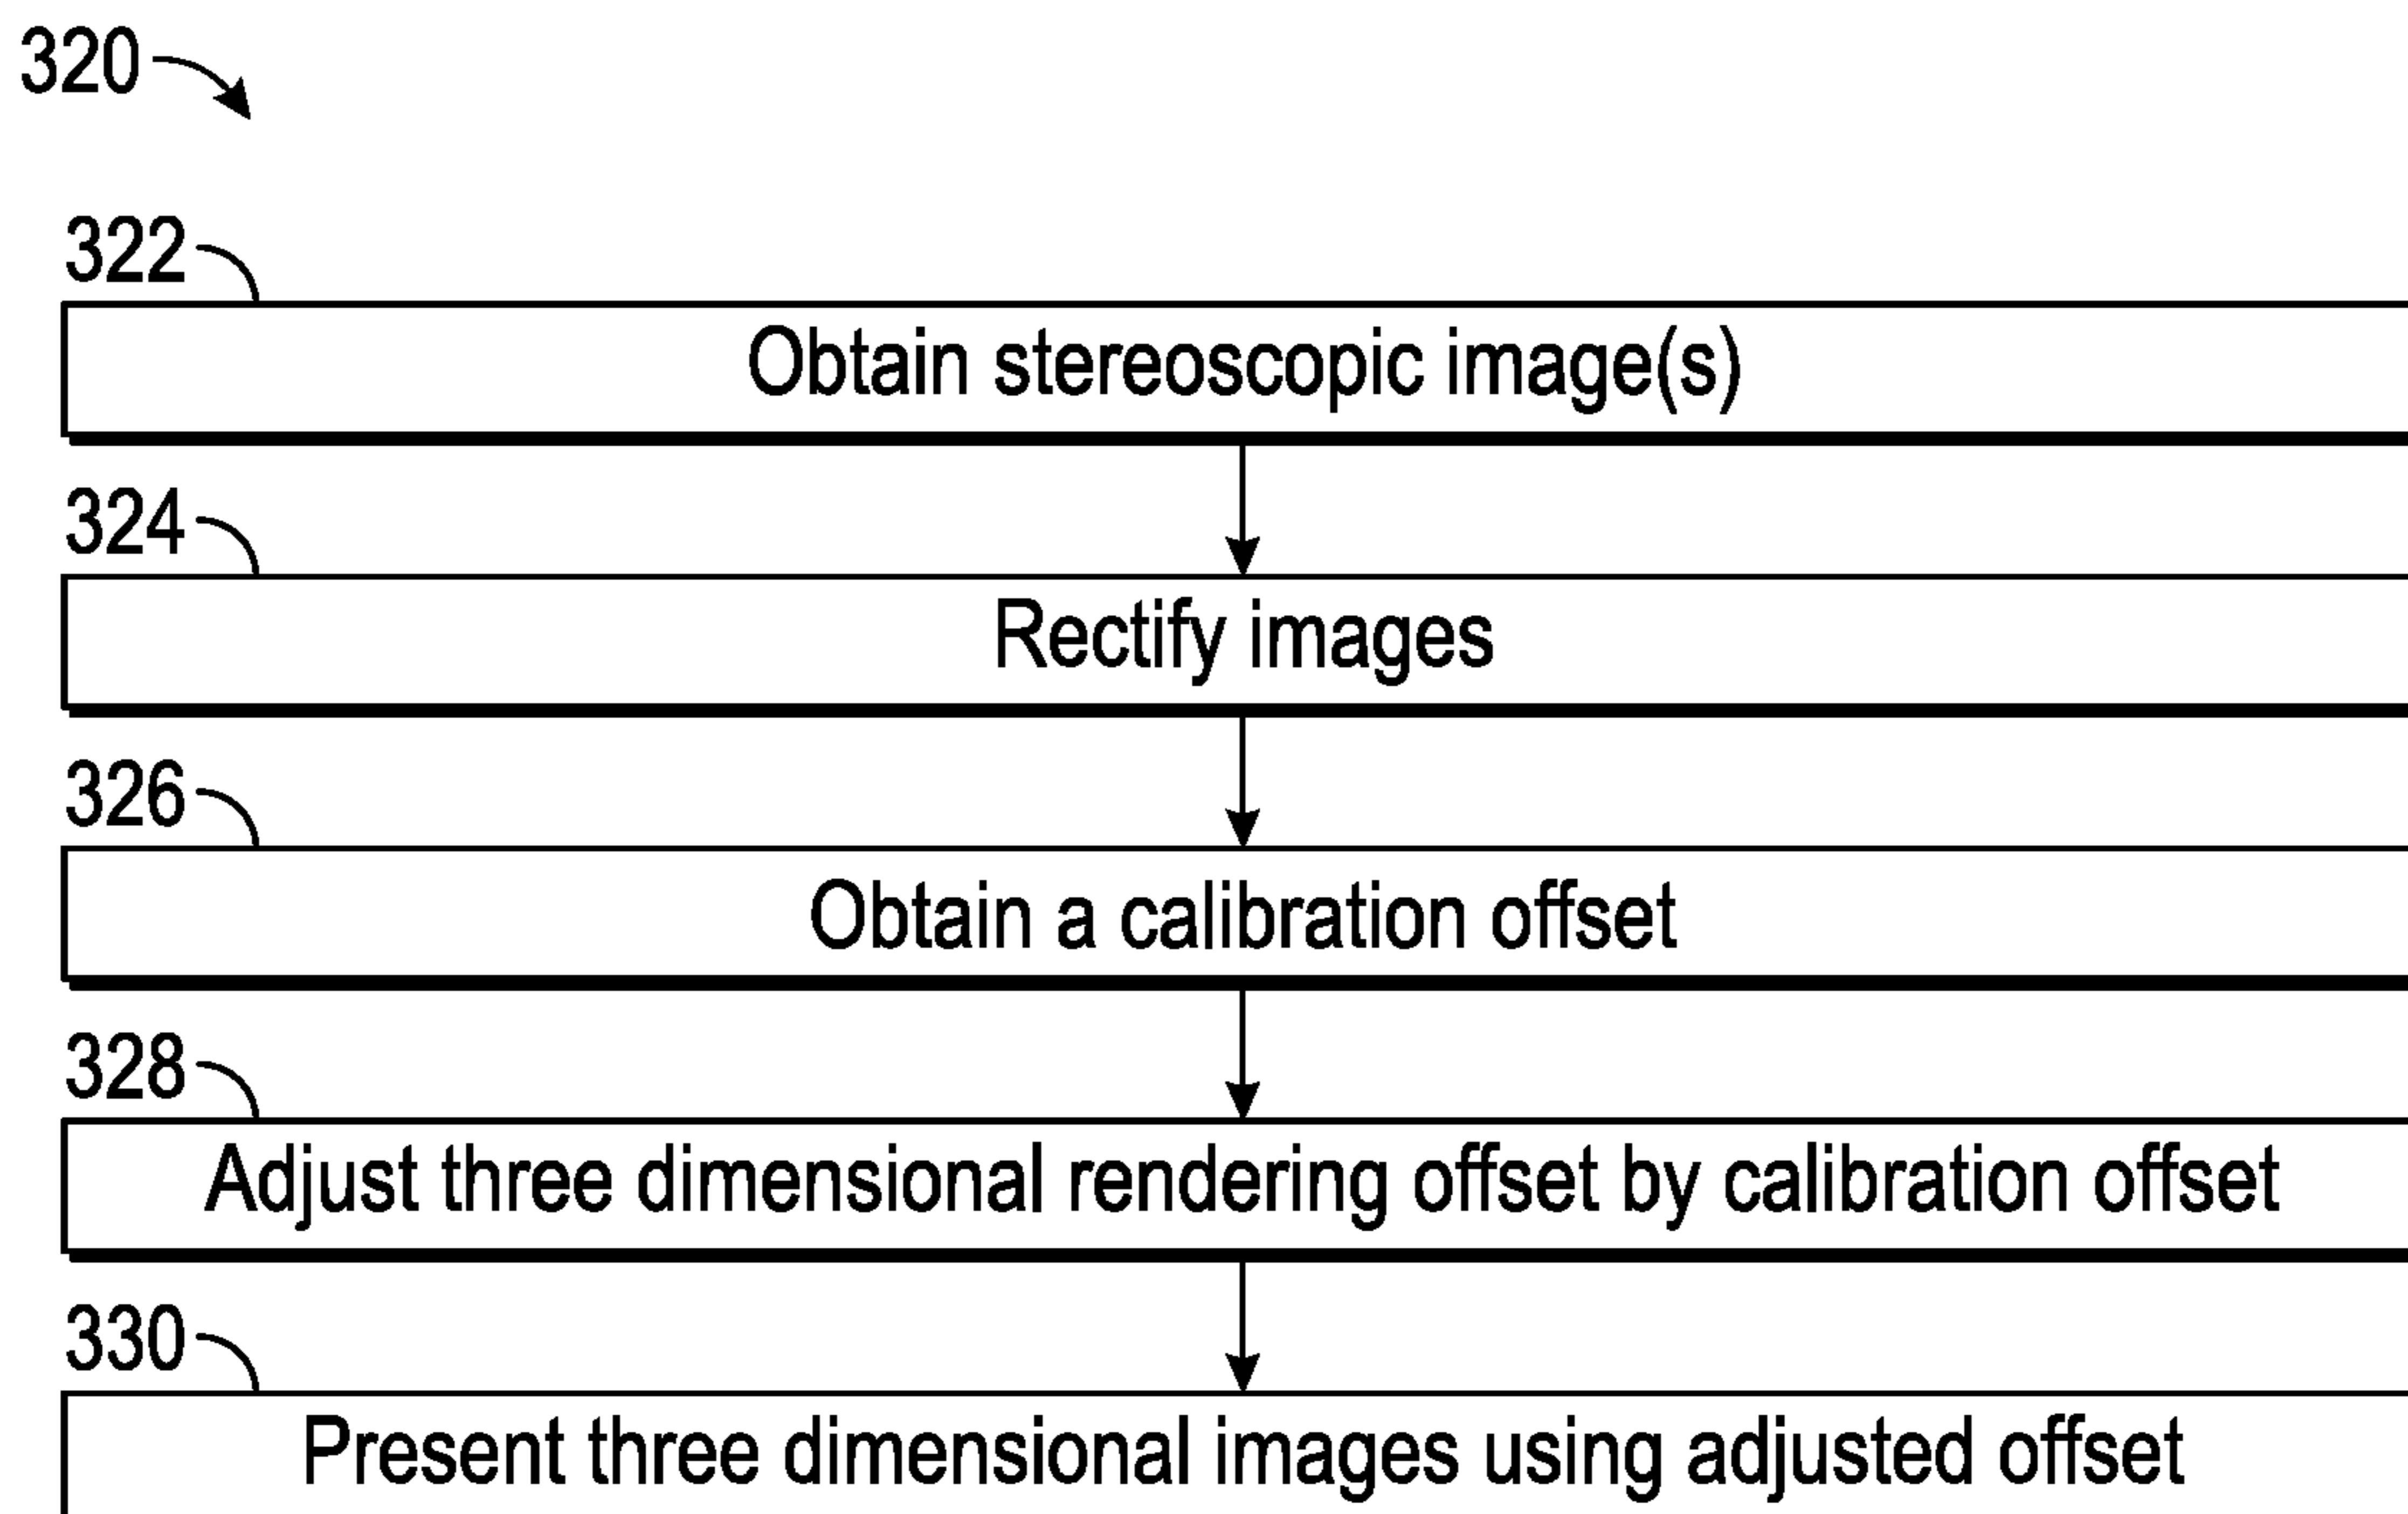 320
322
Obtain stereoscopic image(s)
324
Rectify images
326
Obtain a calibration offset
328
Adjust three dimensional rendering offset by calibration offset
330
Present three dimensional images using adjusted offset